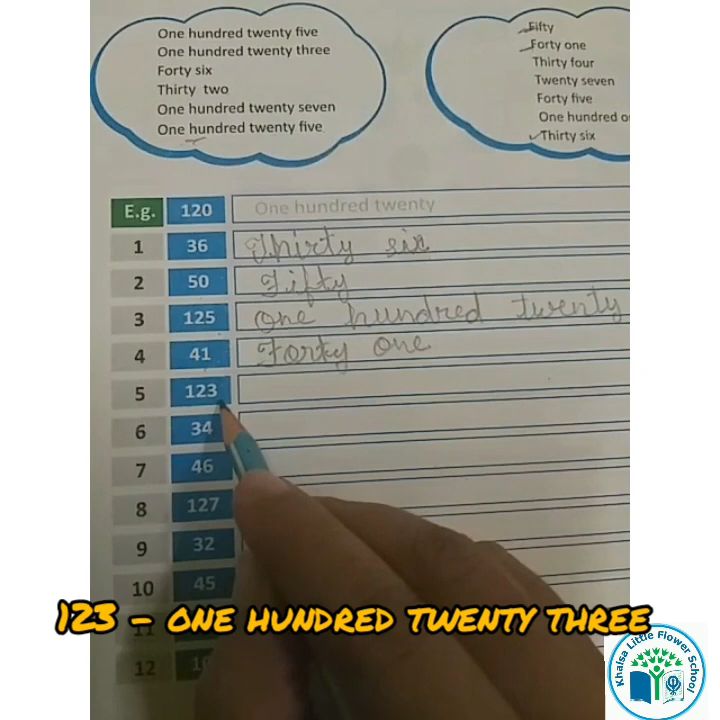 One hundred twenty five
One hundred twenty three
Forty six
Thirty two
One hundred twenty seven
One hundred twenty five
Fifty
Forty one
Thirty four
Twenty seven
Forty five
One hundred
Thirty six
E.g. 120 One hundred twenty
1 36 Thirty six
2 50 Fifty
3 125 One hundred twenty
4 41 Forty one
5 123
6 34
7 46
8 127
9 32
10 45
11
12
123 - ONE HUNDRED TWENTY THREE
Khalsa Little Flower School